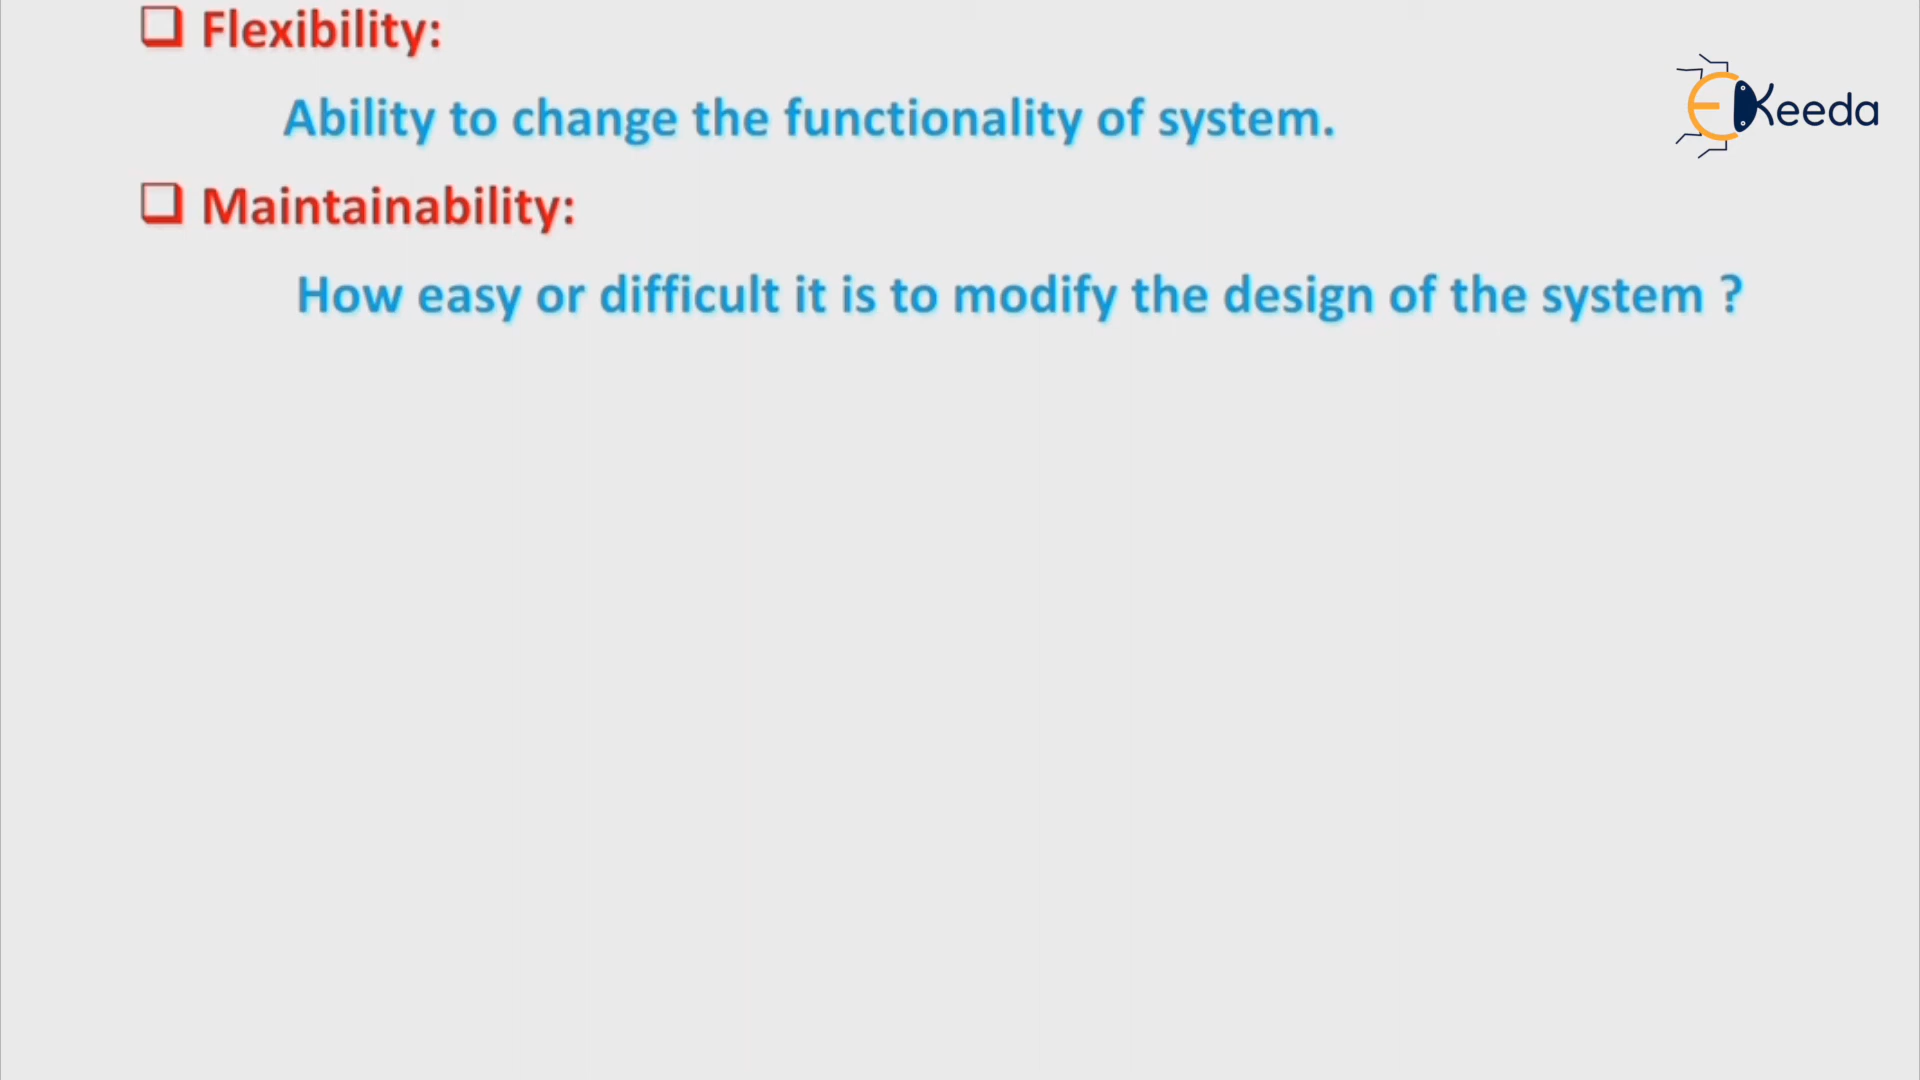 Flexibility:
Ability to change the functionality of system.
Maintainability:
How easy or difficult it is to modify the design of the system ?
EKeeda